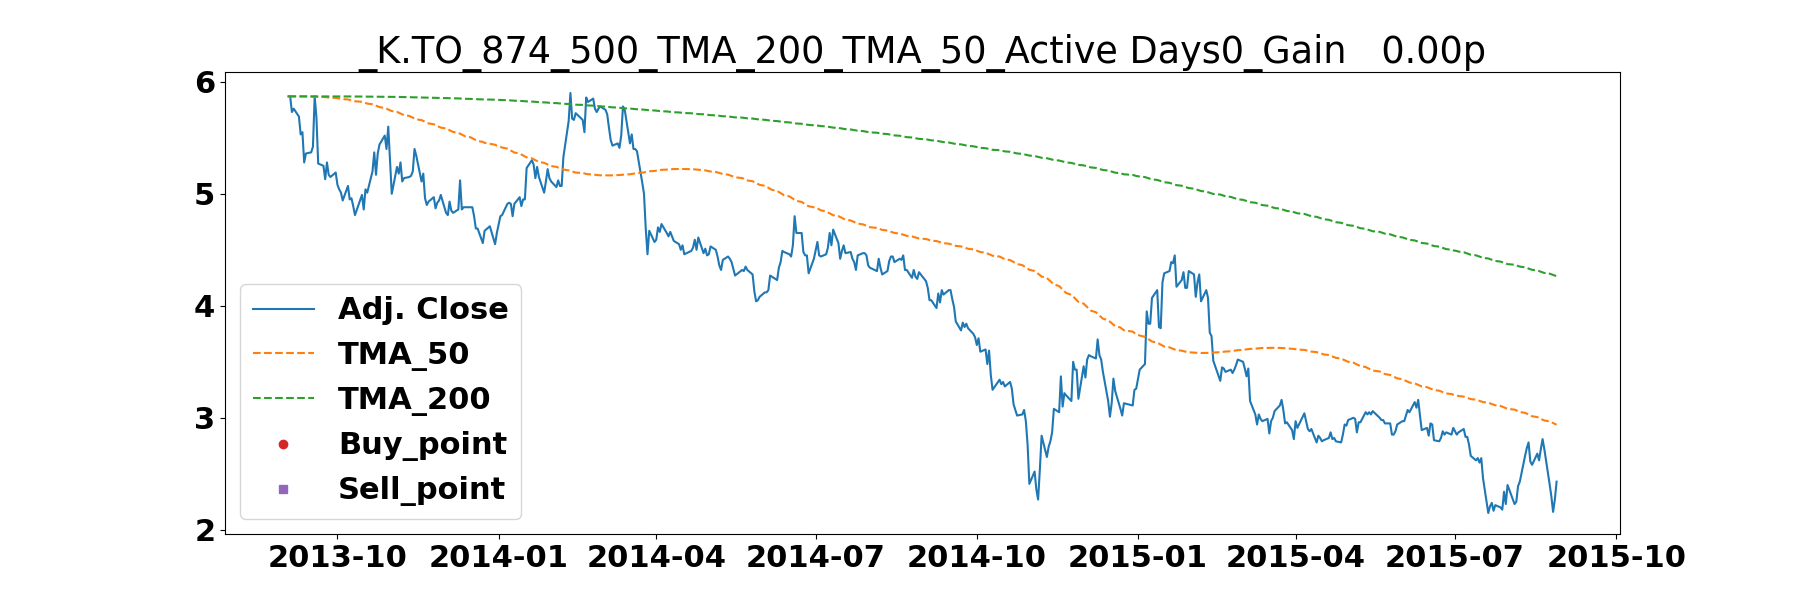 _K.TO_874_500_TMA_200_TMA_50_Active Days0_Gain   0.00p
6
5
4
3
2
Adj. Close
TMA_50
TMA_200
Buy_point
Sell_point
2013-10 2014-01 2014-04 2014-07 2014-10 2015-01 2015-04 2015-07 2015-10